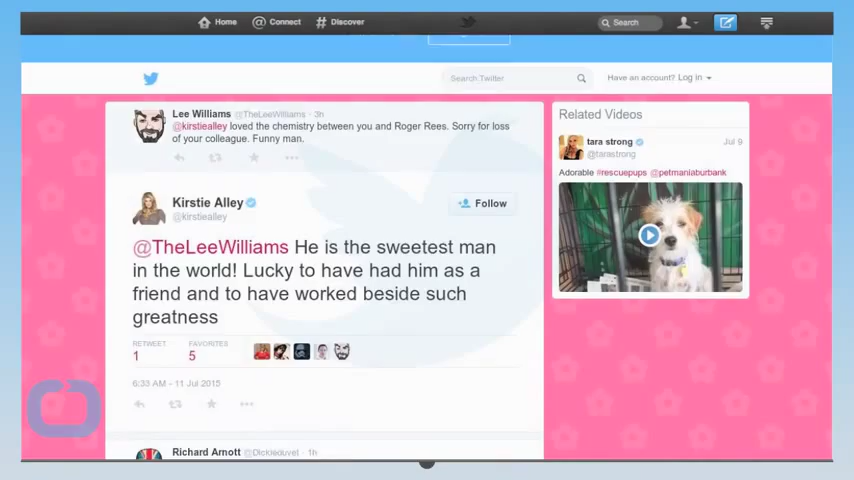 Home
Connect
Discover
Search
Search Twitter
Have an account? Log in
Lee Williams @TheLeeWilliams · 3h
@kirstiealley loved the chemistry between you and Roger Rees. Sorry for loss
of your colleague. Funny man.
Kirstie Alley
@kirstiealley
Follow
@TheLeeWilliams He is the sweetest man
in the world! Lucky to have had him as a
friend and to have worked beside such
greatness
RETWEET FAVORITES
1 5
6:33 AM - 11 Jul 2015
Richard Arnott @Dickieduvet · 1h
Related Videos
tara strong Jul 9
@tarastrong
Adorable #rescuepups @petmaniaburbank